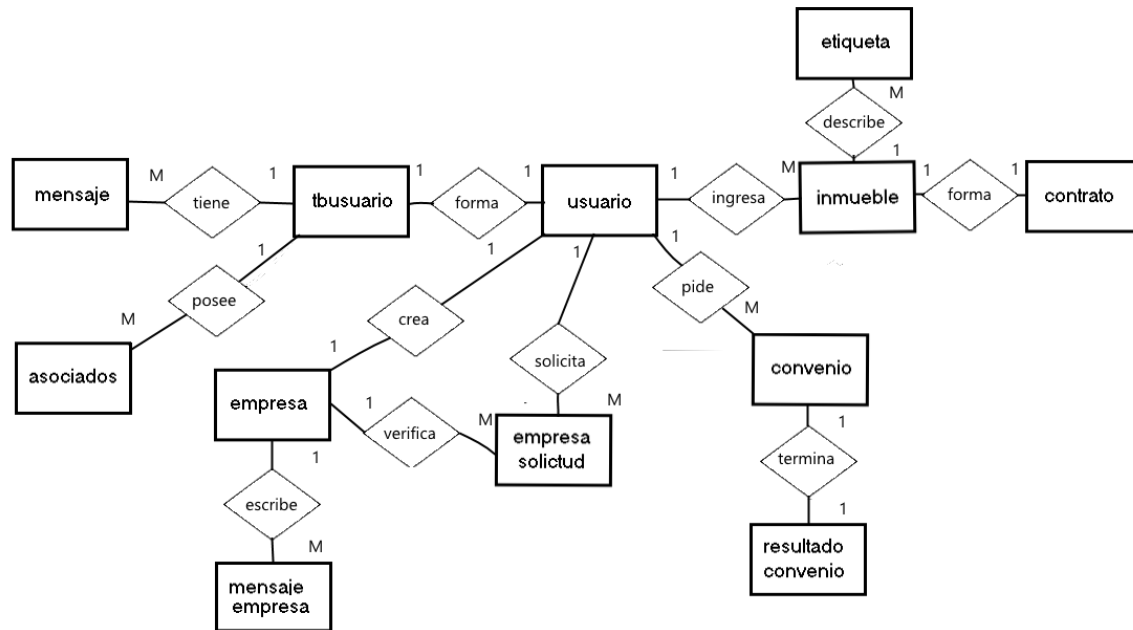 etiqueta
M
describe
1
mensaje
M
tiene
1
tbusuario
1
forma
1
usuario
1
ingresa
M
inmueble
1
forma
1
contrato
1
posee
M
asociados
1
crea
1
empresa
1
solicita
M
empresa
solictud
1
verifica
M
1
pide
M
convenio
1
termina
1
resultado
convenio
1
escribe
M
mensaje
empresa